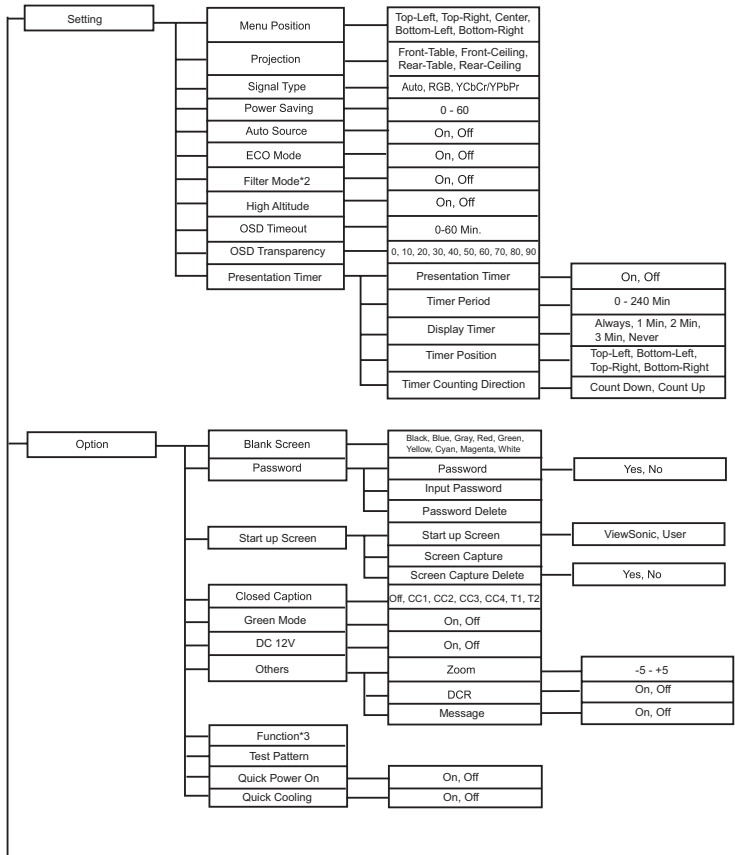 Setting
Menu Position
Top-Left, Top-Right, Center,
Bottom-Left, Bottom-Right
Projection
Front-Table, Front-Ceiling,
Rear-Table, Rear-Ceiling
Signal Type
Auto, RGB, YCbCr/YPbPr
Power Saving
0 - 60
Auto Source
On, Off
ECO Mode
On, Off
Filter Mode*2
On, Off
High Altitude
On, Off
OSD Timeout
0-60 Min.
OSD Transparency
0, 10, 20, 30, 40, 50, 60, 70, 80, 90
Presentation Timer
Presentation Timer
On, Off
Timer Period
0 - 240 Min
Display Timer
Always, 1 Min, 2 Min,
3 Min, Never
Timer Position
Top-Left, Bottom-Left,
Top-Right, Bottom-Right
Timer Counting Direction
Count Down, Count Up
Option
Blank Screen
Black, Blue, Gray, Red, Green,
Yellow, Cyan, Magenta, White
Password
Password
Yes, No
Input Password
Password Delete
Start up Screen
Start up Screen
ViewSonic, User
Screen Capture
Screen Capture Delete
Yes, No
Closed Caption
Off, CC1, CC2, CC3, CC4, T1, T2
Green Mode
On, Off
DC 12V
On, Off
Others
Zoom
-5 - +5
DCR
On, Off
Message
On, Off
Function*3
Test Pattern
Quick Power On
On, Off
Quick Cooling
On, Off